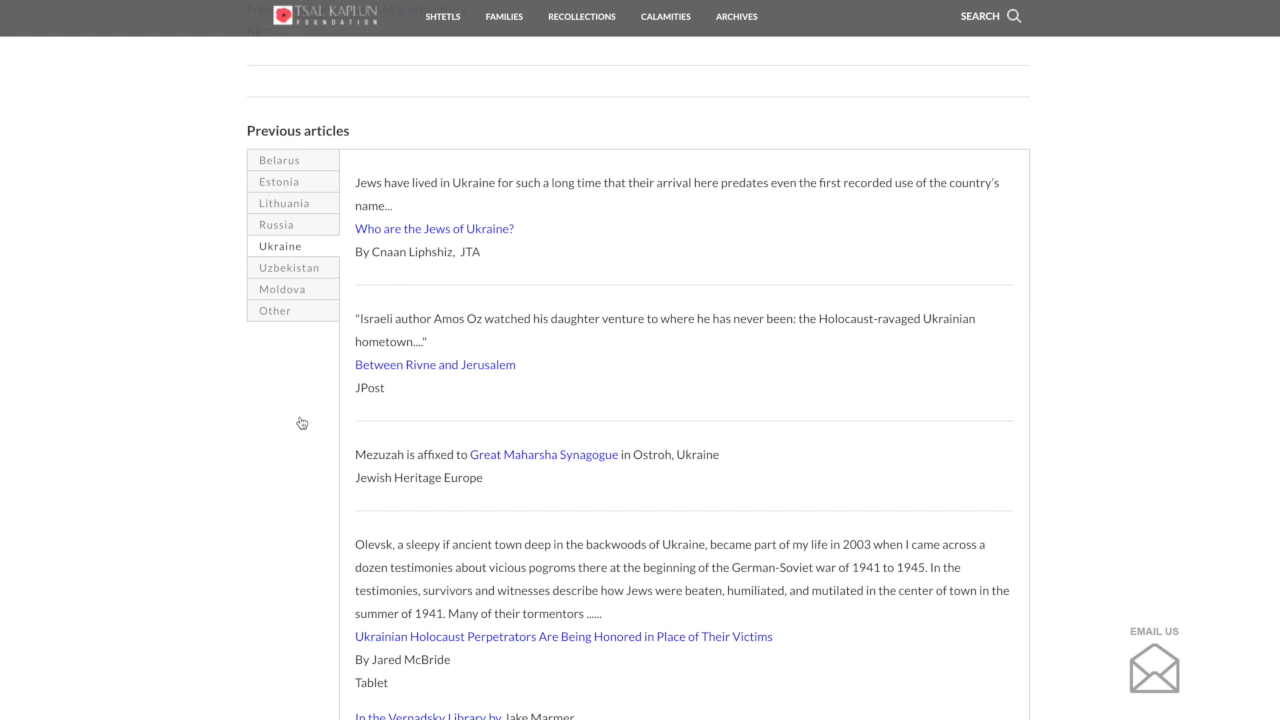 TSAL KAPLUN
FOUNDATION
SHTETLS
FAMILIES
RECOLLECTIONS
CALAMITIES
ARCHIVES
SEARCH
Previous articles
Belarus
Estonia
Lithuania
Russia
Ukraine
Uzbekistan
Moldova
Other
Jews have lived in Ukraine for such a long time that their arrival here predates even the first recorded use of the country's
name...
Who are the Jews of Ukraine?
By Cnaan Liphshiz, JTA
"Israeli author Amos Oz watched his daughter venture to where he has never been: the Holocaust-ravaged Ukrainian
hometown...."
Between Rivne and Jerusalem
JPost
Mezuzah is affixed to Great Maharsha Synagogue in Ostroh, Ukraine
Jewish Heritage Europe
Olevsk, a sleepy if ancient town deep in the backwoods of Ukraine, became part of my life in 2003 when I came across a
dozen testimonies about vicious pogroms there at the beginning of the German-Soviet war of 1941 to 1945. In the
testimonies, survivors and witnesses describe how Jews were beaten, humiliated, and mutilated in the center of town in the
summer of 1941. Many of their tormentors ......
Ukrainian Holocaust Perpetrators Are Being Honored in Place of Their Victims
By Jared McBride
Tablet
In the Vernadsky Library by Jake Marmer
EMAIL US